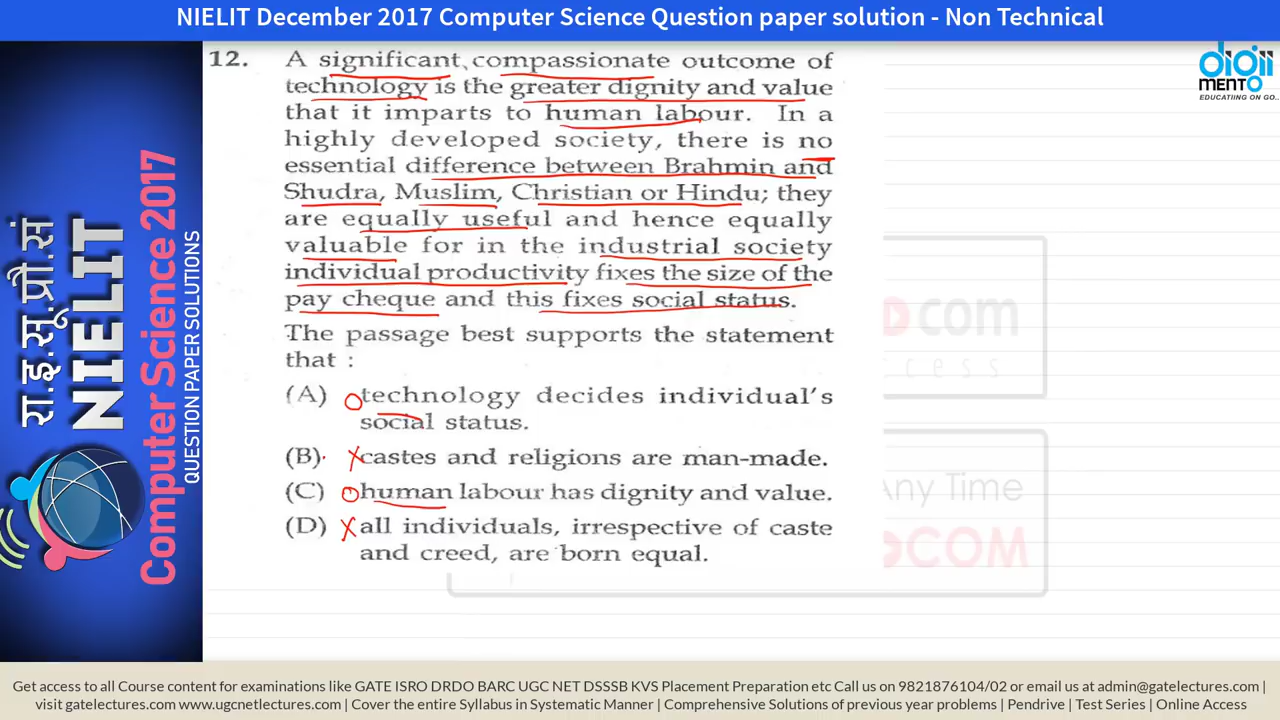 NIELIT December 2017 Computer Science Question paper solution - Non Technical
digii
MENTO
EDUCATIING ON GO..
रा.इ.सू.प्रौ.सं
NIELIT
Computer Science 2017
QUESTION PAPER SOLUTIONS
12. A significant compassionate outcome of
technology is the greater dignity and value
that it imparts to human labour. In a
highly developed society, there is no
essential difference between Brahmin and
Shudra, Muslim, Christian or Hindu; they
are equally useful and hence equally
valuable for in the industrial society
individual productivity fixes the size of the
pay cheque and this fixes social status.
The passage best supports the statement
that :
(A) technology decides individual's
social status.
(B) castes and religions are man-made.
(C) human labour has dignity and value.
(D) all individuals, irrespective of caste
and creed, are born equal.
com
cess
Any Time
COM
Get access to all Course content for examinations like GATE ISRO DRDO BARC UGC NET DSSSB KVS Placement Preparation etc Call us on 9821876104/02 or email us at admin@gatelectures.com |
visit gatelectures.com www.ugcnetlectures.com | Cover the entire Syllabus in Systematic Manner | Comprehensive Solutions of previous year problems | Pendrive | Test Series | Online Access